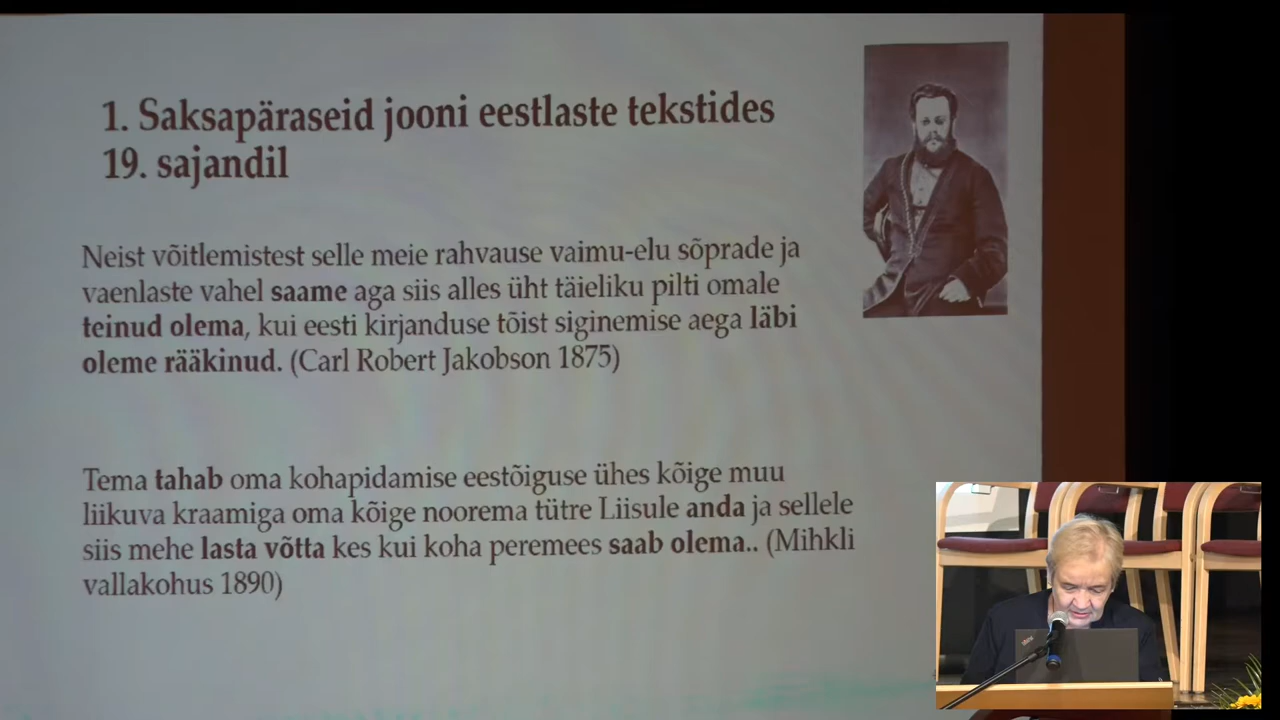 1. Saksapäraseid jooni eestlaste tekstides
19. sajandil
Neist võitlemistest selle meie rahvause vaimu-elu sõprade ja
vaenlaste vahel saame aga siis alles üht täieliku pilti omale
teinud olema, kui eesti kirjanduse tõist siginemise aega läbi
oleme rääkinud. (Carl Robert Jakobson 1875)
Tema tahab oma kohapidamise eestõiguse ühes kõige muu
liikuva kraamiga oma kõige noorema tütre Liisule anda ja sellele
siis mehe lasta võtta kes kui koha peremees saab olema.. (Mihkli
vallakohus 1890)